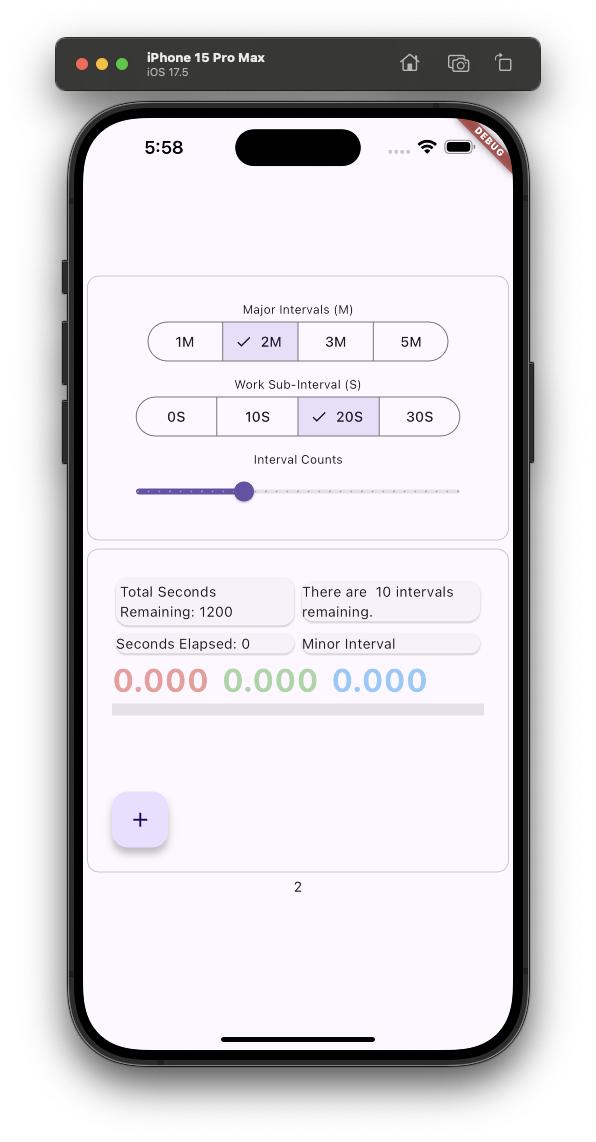 iPhone 15 Pro Max
iOS 17.5
5:58
DEBUG
Major Intervals (M)
1M 2M 3M 5M
Work Sub-Interval (S)
0S 10S 20S 30S
Interval Counts
Total Seconds
Remaining: 1200
There are  10 intervals
remaining.
Seconds Elapsed: 0
Minor Interval
0.000 0.000 0.000
+
2